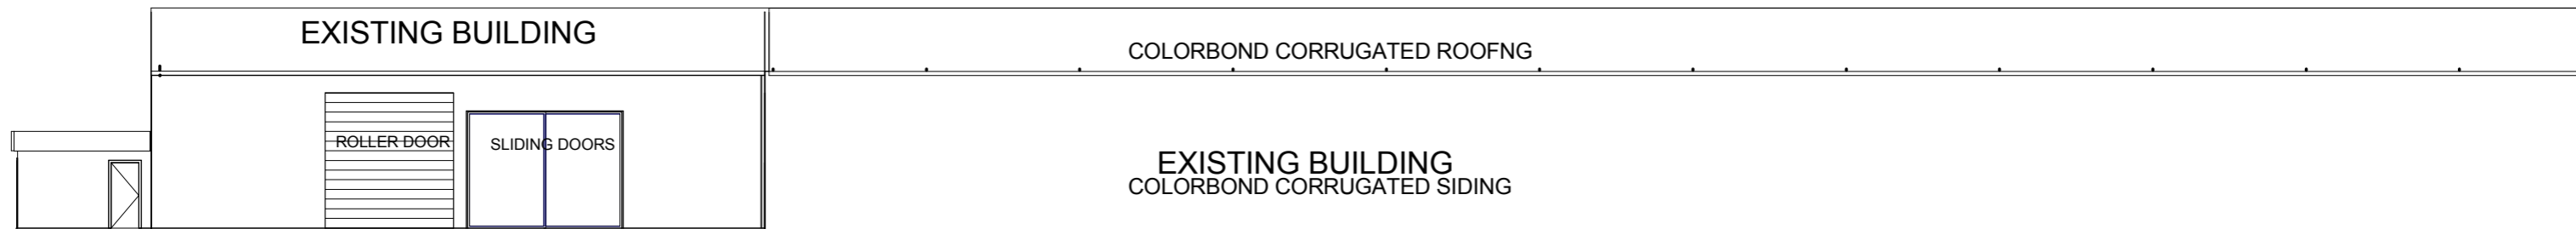 EXISTING BUILDING
COLORBOND CORRUGATED ROOFNG
ROLLER DOOR
SLIDING DOORS
EXISTING BUILDING
COLORBOND CORRUGATED SIDING